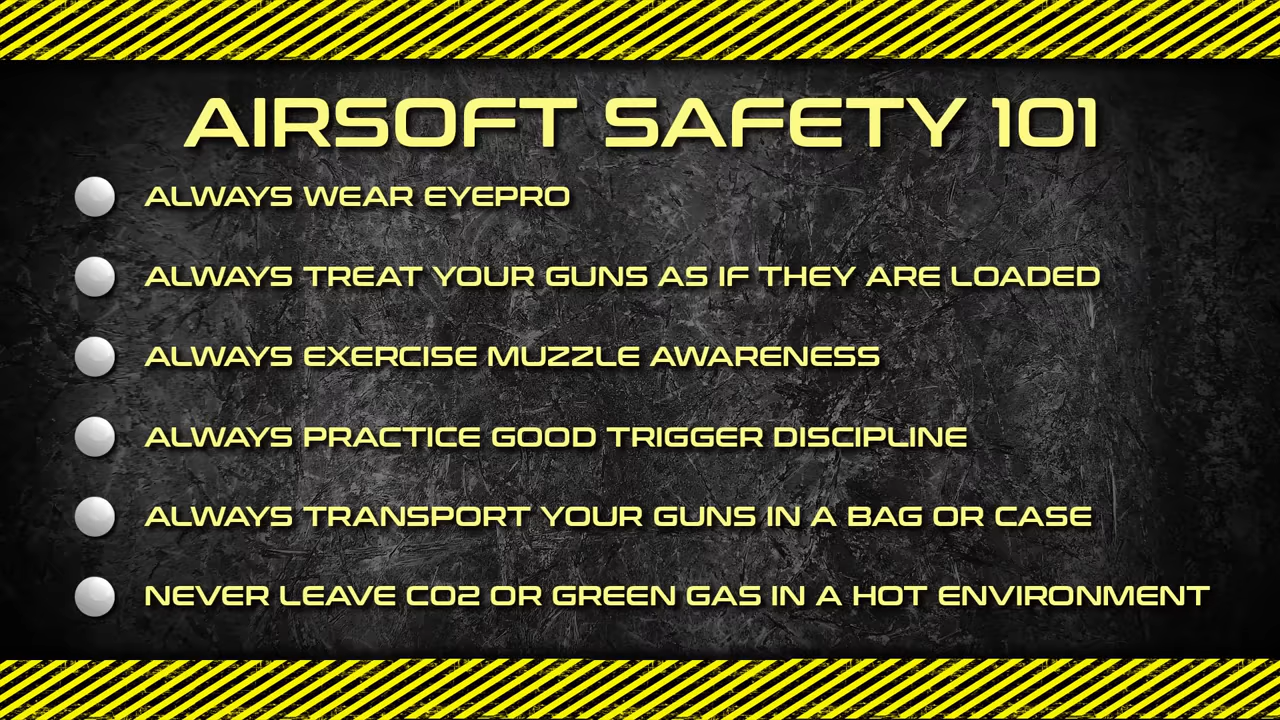 AIRSOFT SAFETY 101
ALWAYS WEAR EYEPRO
ALWAYS TREAT YOUR GUNS AS IF THEY ARE LOADED
ALWAYS EXERCISE MUZZLE AWARENESS
ALWAYS PRACTICE GOOD TRIGGER DISCIPLINE
ALWAYS TRANSPORT YOUR GUNS IN A BAG OR CASE
NEVER LEAVE CO2 OR GREEN GAS IN A HOT ENVIRONMENT